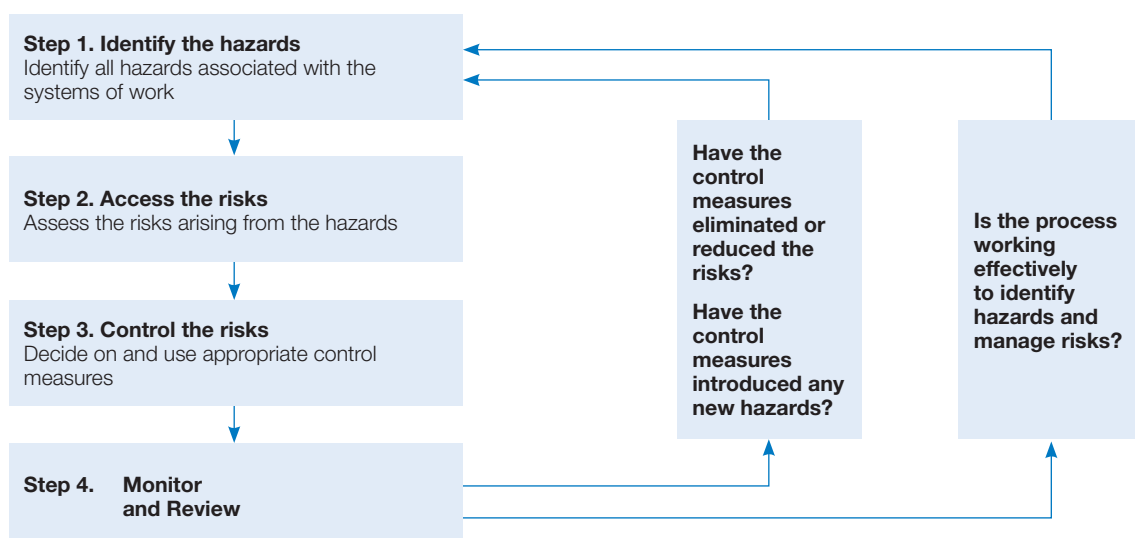 Step 1. Identify the hazards
Identify all hazards associated with the
systems of work
Step 2. Access the risks
Assess the risks arising from the hazards
Step 3. Control the risks
Decide on and use appropriate control
measures
Step 4. Monitor
and Review
Have the
control
measures
eliminated or
reduced the
risks?
Have the
control
measures
introduced any
new hazards?
Is the process
working
effectively
to identify
hazards and
manage risks?